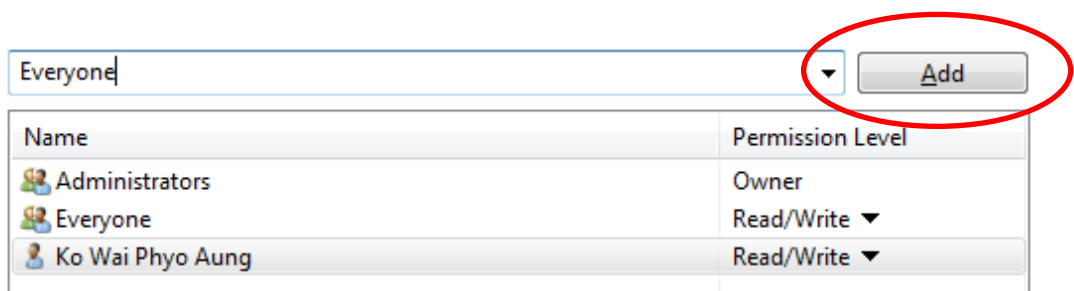 Everyone Add
Name Permission Level
Administrators Owner
Everyone Read/Write
Ko Wai Phyo Aung Read/Write